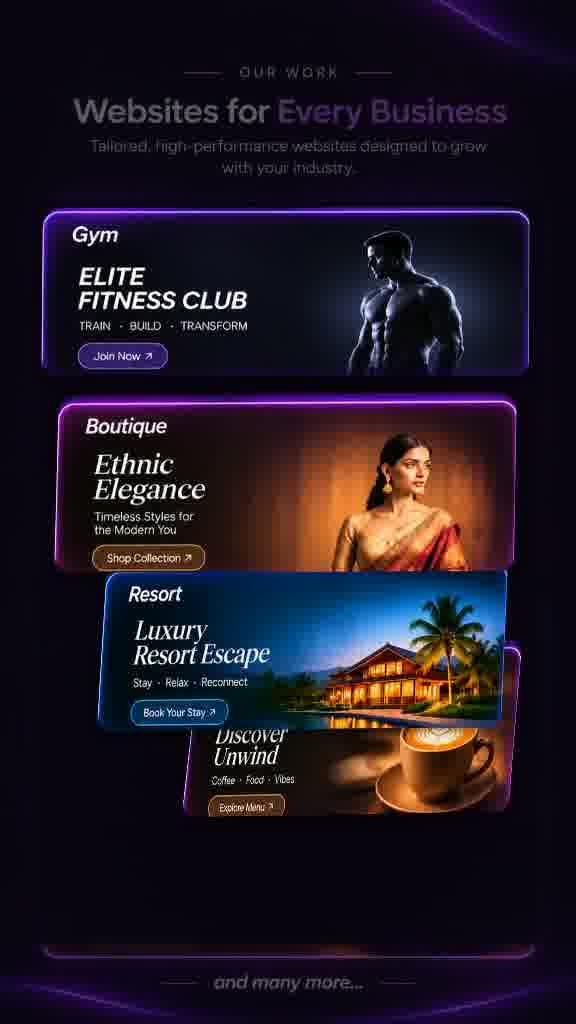 OUR WORK
Websites for Every Business
Tailored, high-performance websites designed to grow
with your industry.
Gym
ELITE
FITNESS CLUB
TRAIN · BUILD · TRANSFORM
Join Now ↗
Boutique
Ethnic
Elegance
Timeless Styles for
the Modern You
Shop Collection ↗
Resort
Luxury
Resort Escape
Stay · Relax · Reconnect
Book Your Stay ↗
Discover
Unwind
Coffee · Food · Vibes
Explore Menu ↗
and many more...